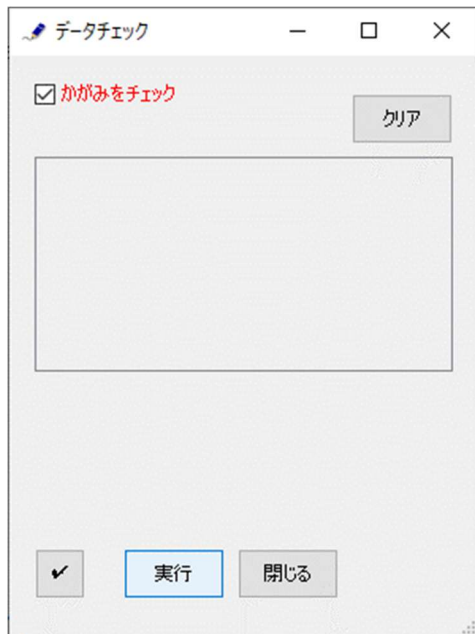 データチェック
かがみをチェック
クリア
実行
閉じる